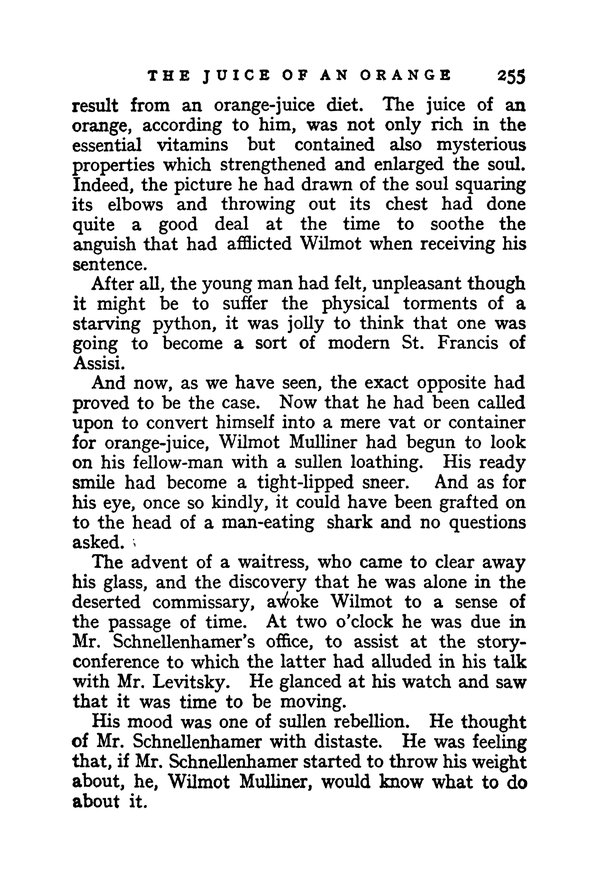 THE JUICE OF AN ORANGE 255
result from an orange-juice diet. The juice of an
orange, according to him, was not only rich in the
essential vitamins but contained also mysterious
properties which strengthened and enlarged the soul.
Indeed, the picture he had drawn of the soul squaring
its elbows and throwing out its chest had done
quite a good deal at the time to soothe the
anguish that had afflicted Wilmot when receiving his
sentence.
After all, the young man had felt, unpleasant though
it might be to suffer the physical torments of a
starving python, it was jolly to think that one was
going to become a sort of modern St. Francis of
Assisi.
And now, as we have seen, the exact opposite had
proved to be the case. Now that he had been called
upon to convert himself into a mere vat or container
for orange-juice, Wilmot Mulliner had begun to look
on his fellow-man with a sullen loathing. His ready
smile had become a tight-lipped sneer. And as for
his eye, once so kindly, it could have been grafted on
to the head of a man-eating shark and no questions
asked.
The advent of a waitress, who came to clear away
his glass, and the discovery that he was alone in the
deserted commissary, awoke Wilmot to a sense of
the passage of time. At two o'clock he was due in
Mr. Schnellenhamer's office, to assist at the story-
conference to which the latter had alluded in his talk
with Mr. Levitsky. He glanced at his watch and saw
that it was time to be moving.
His mood was one of sullen rebellion. He thought
of Mr. Schnellenhamer with distaste. He was feeling
that, if Mr. Schnellenhamer started to throw his weight
about, he, Wilmot Mulliner, would know what to do
about it.